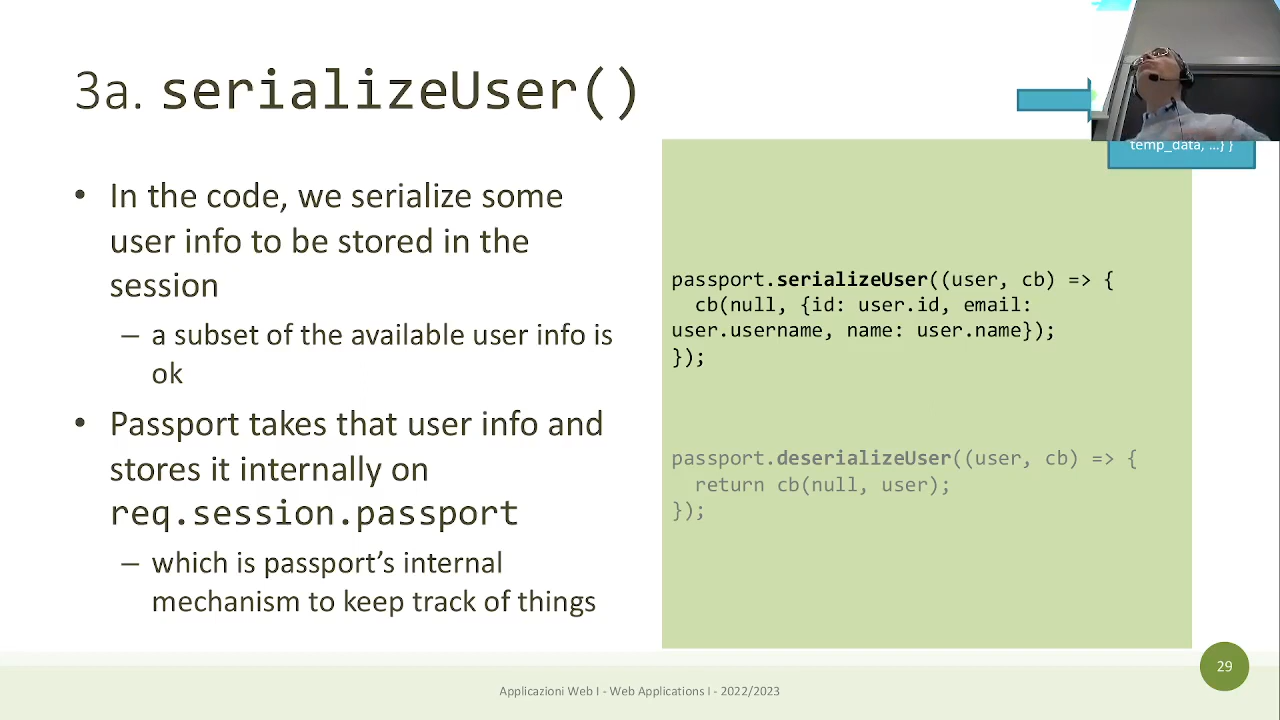 3a. serializeUser()
• In the code, we serialize some
user info to be stored in the
session
– a subset of the available user info is
ok
• Passport takes that user info and
stores it internally on
req.session.passport
– which is passport’s internal
mechanism to keep track of things
temp_data, …} }
passport.serializeUser((user, cb) => {
cb(null, {id: user.id, email:
user.username, name: user.name});
});
passport.deserializeUser((user, cb) => {
return cb(null, user);
});
Applicazioni Web I - Web Applications I - 2022/2023
29